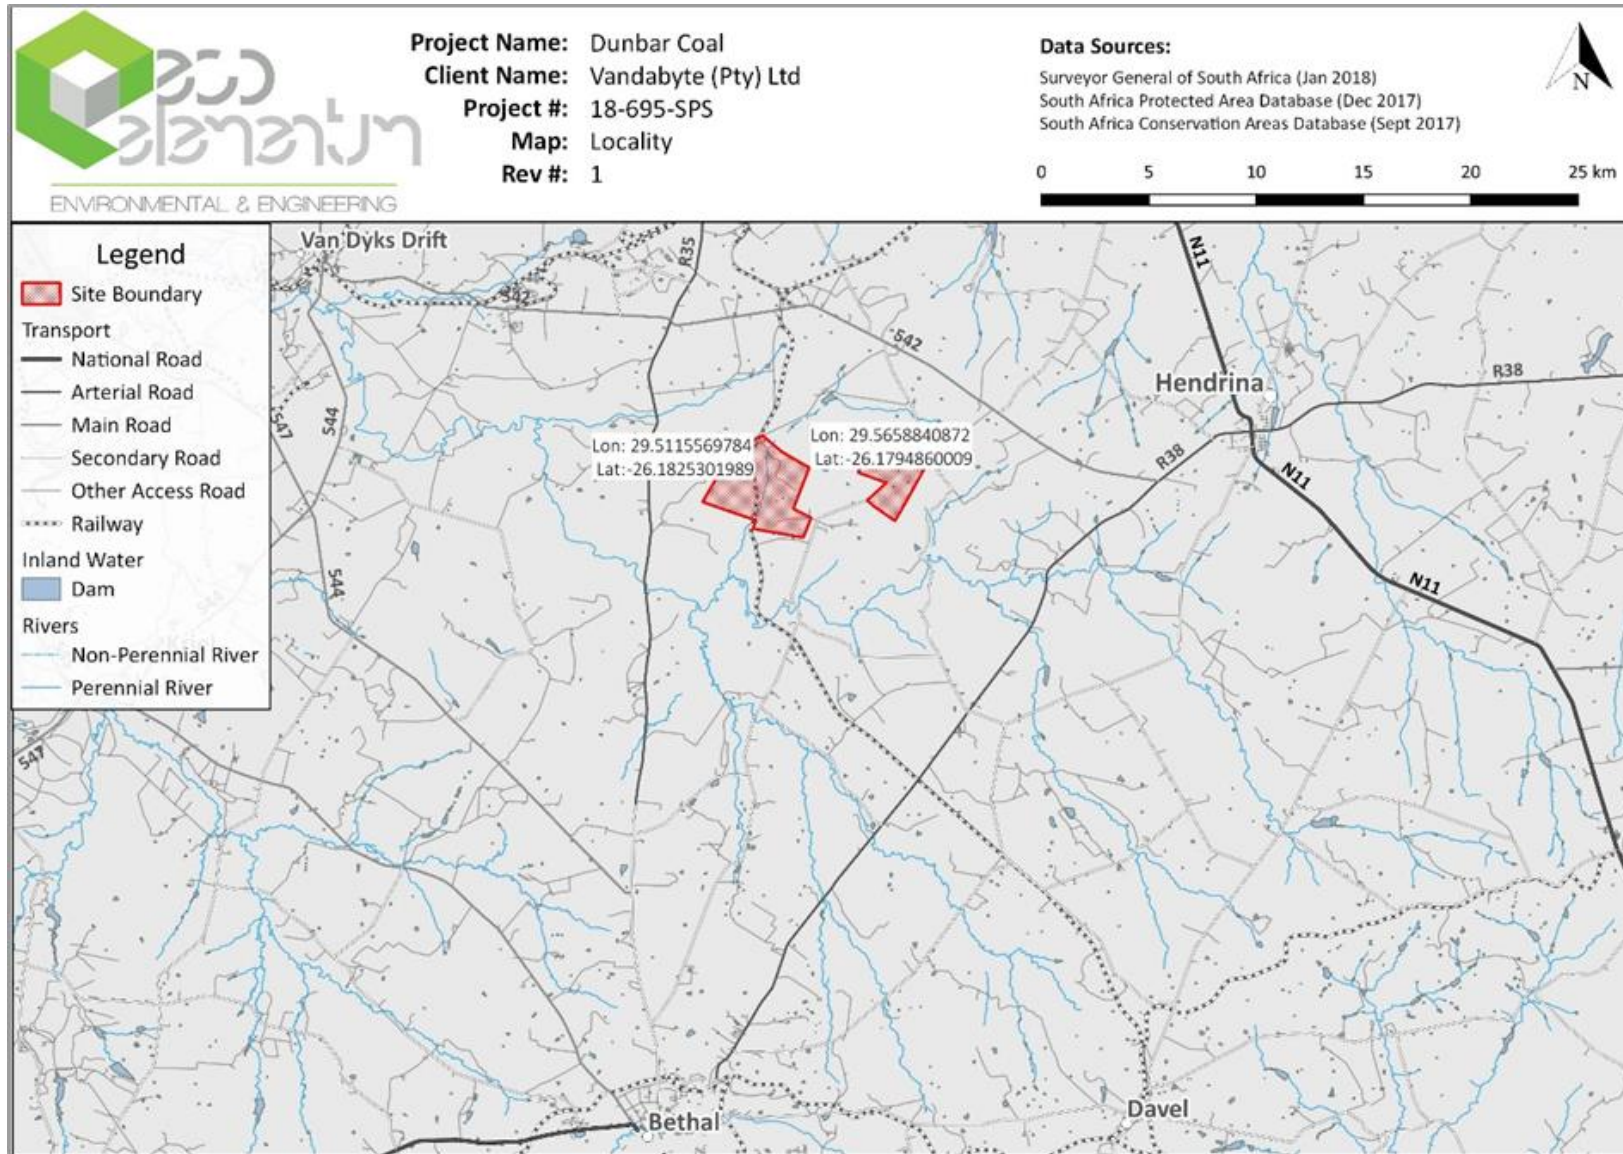 eco
elementum
ENVIRONMENTAL & ENGINEERING
Project Name: Dunbar Coal
Client Name: Vandabyte (Pty) Ltd
Project #: 18-695-SPS
Map: Locality
Rev #: 1
Data Sources:
Surveyor General of South Africa (Jan 2018)
South Africa Protected Area Database (Dec 2017)
South Africa Conservation Areas Database (Sept 2017)
N
0 5 10 15 20 25 km
Legend
Site Boundary
Transport
National Road
Arterial Road
Main Road
Secondary Road
Other Access Road
Railway
Inland Water
Dam
Rivers
Non-Perennial River
Perennial River
Van Dyks Drift
R35
N11
542
542
R38
Hendrina
547
544
Lon: 29.5115569784
Lat:-26.1825301989
Lon: 29.5658840872
Lat:-26.1794860009
R38
N11
N11
544
547
Bethal
Davel